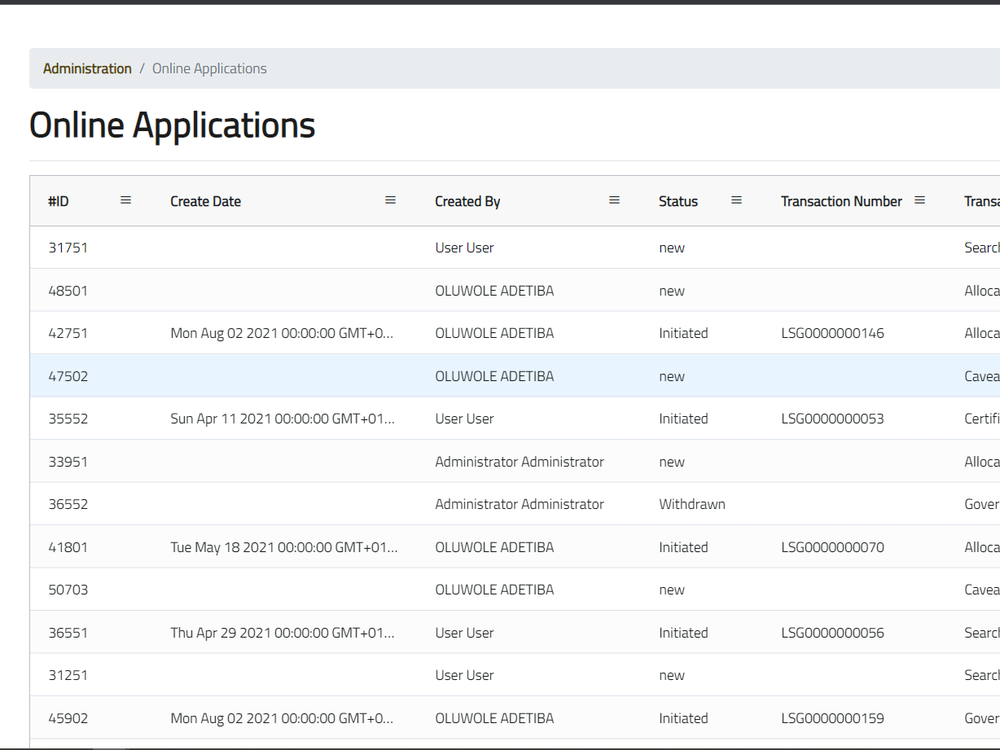 Administration / Online Applications
Online Applications
#ID Create Date Created By Status Transaction Number Transa
31751 User User new Search
48501 OLUWOLE ADETIBA new Alloca
42751 Mon Aug 02 2021 00:00:00 GMT+0... OLUWOLE ADETIBA Initiated LSG0000000146 Alloca
47502 OLUWOLE ADETIBA new Cavea
35552 Sun Apr 11 2021 00:00:00 GMT+01... User User Initiated LSG0000000053 Certifi
33951 Administrator Administrator new Alloca
36552 Administrator Administrator Withdrawn Gover
41801 Tue May 18 2021 00:00:00 GMT+01... OLUWOLE ADETIBA Initiated LSG0000000070 Alloca
50703 OLUWOLE ADETIBA new Cavea
36551 Thu Apr 29 2021 00:00:00 GMT+01... User User Initiated LSG0000000056 Search
31251 User User new Search
45902 Mon Aug 02 2021 00:00:00 GMT+0... OLUWOLE ADETIBA Initiated LSG0000000159 Gover